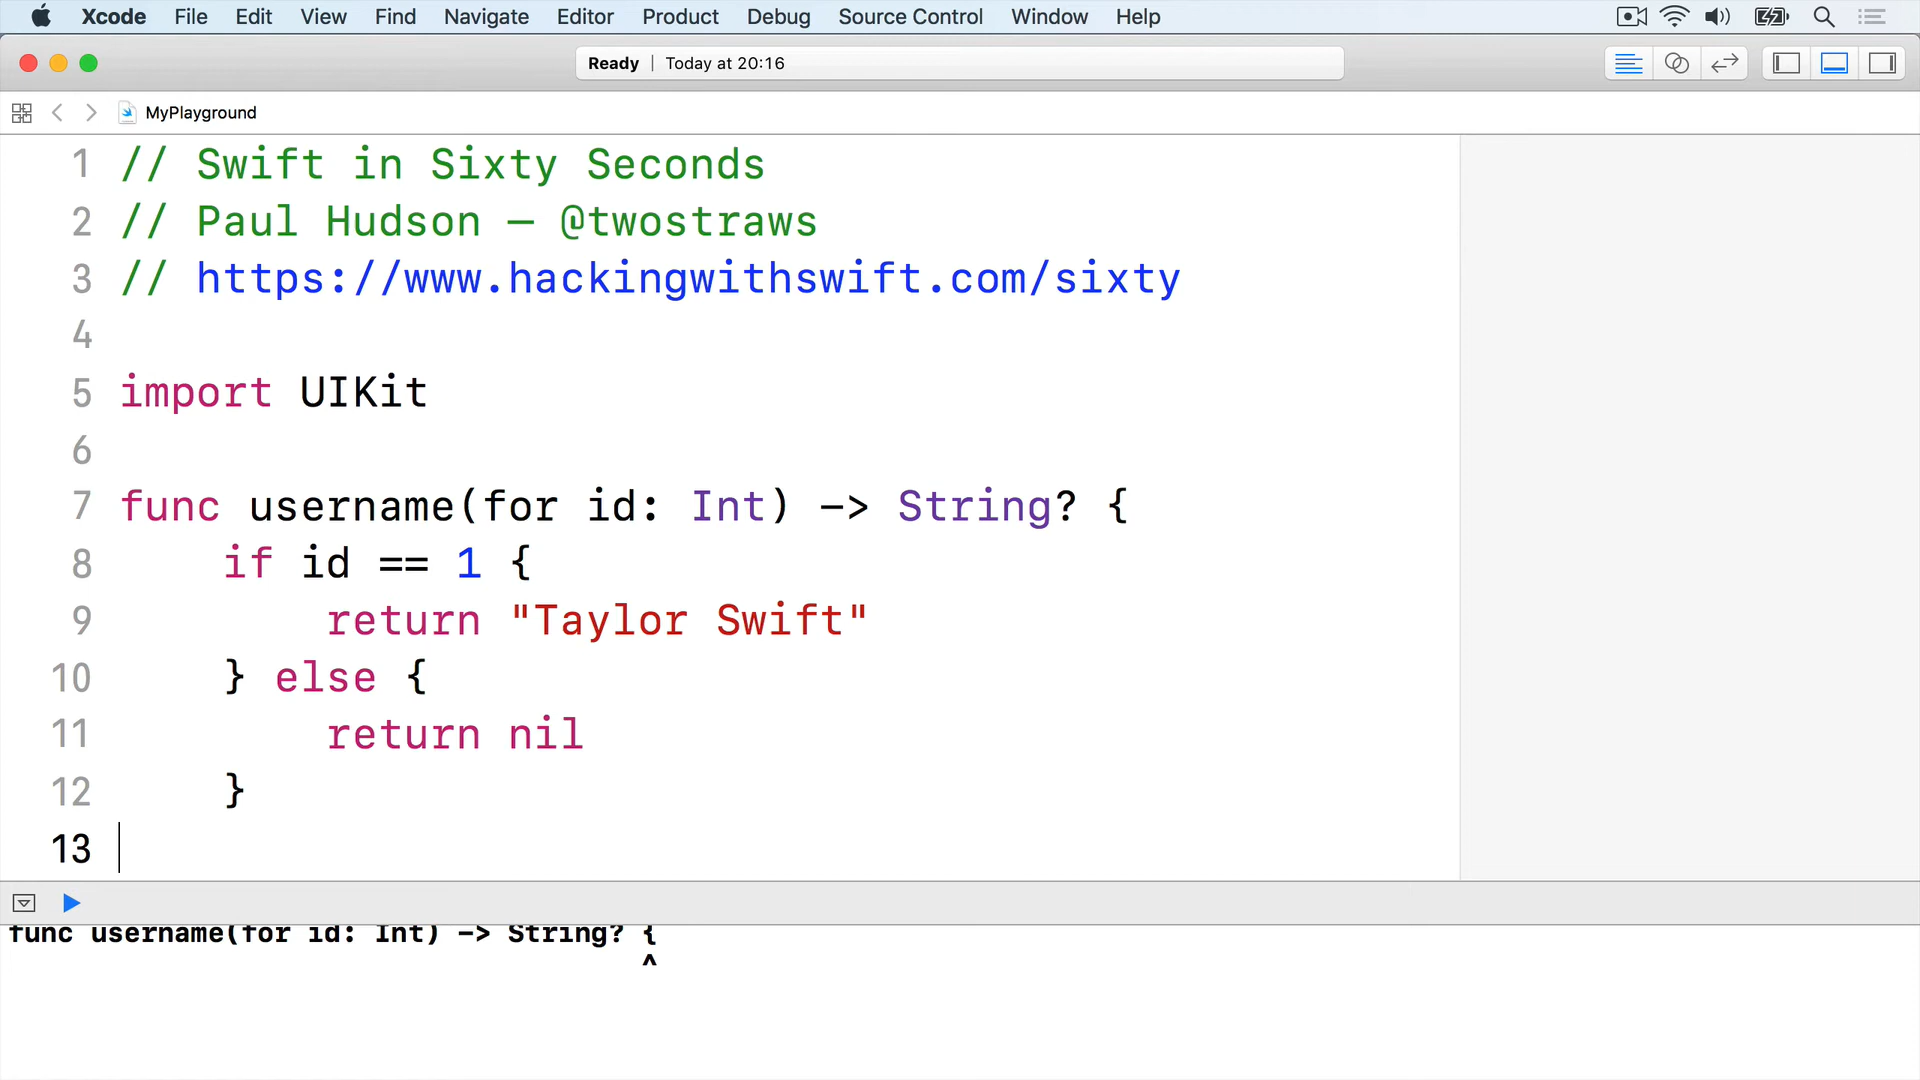 Xcode File Edit View Find Navigate Editor Product Debug Source Control Window Help
Ready | Today at 20:16
MyPlayground
1 // Swift in Sixty Seconds
2 // Paul Hudson — @twostraws
3 // https://www.hackingwithswift.com/sixty
4
5 import UIKit
6
7 func username(for id: Int) -> String? {
8 if id == 1 {
9 return "Taylor Swift"
10 } else {
11 return nil
12 }
13
func username(for id: Int) -> String? {
^